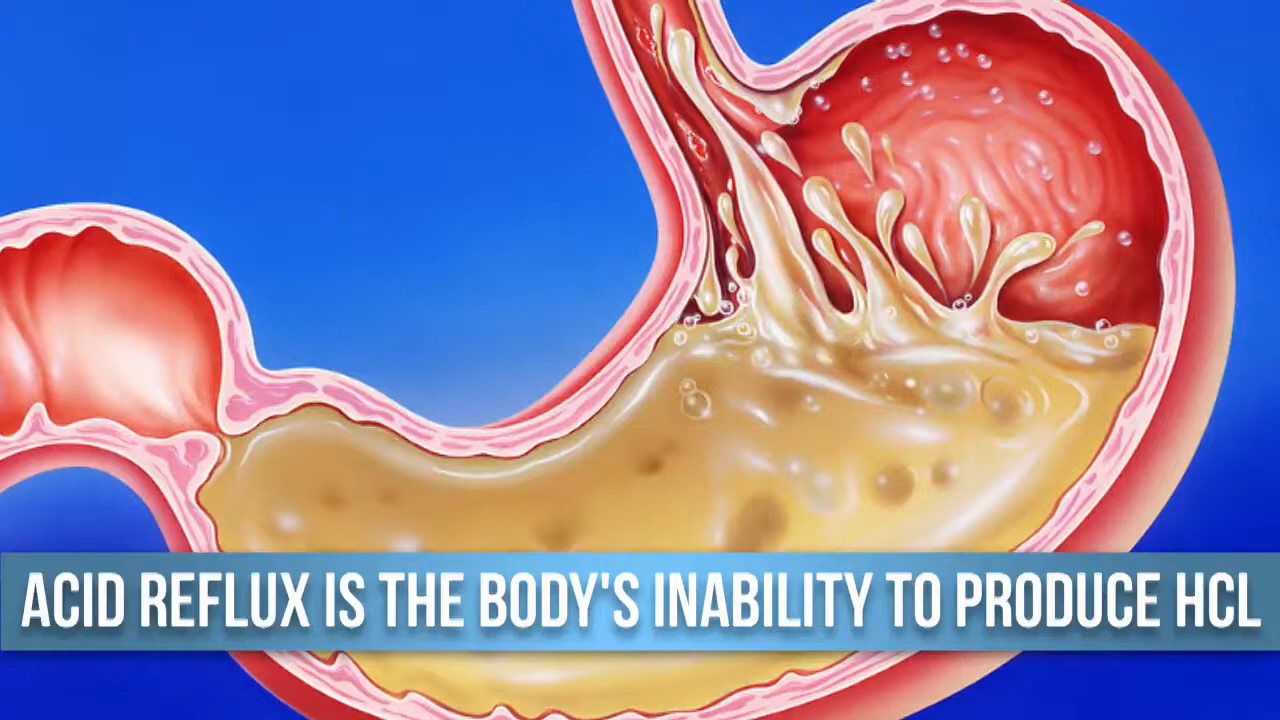 ACID REFLUX IS THE BODY'S INABILITY TO PRODUCE HCL